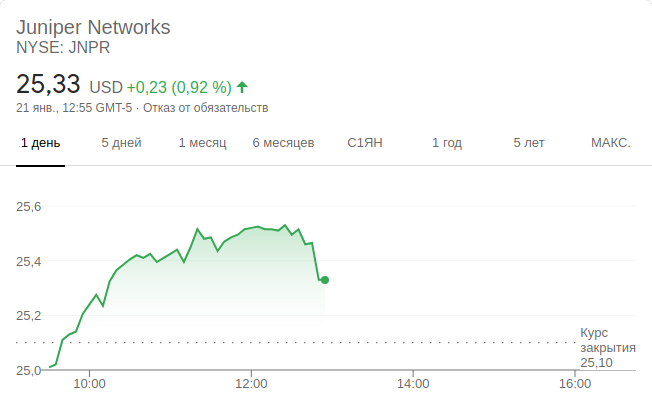 Juniper Networks
NYSE: JNPR
25,33 USD +0,23 (0,92 %)
21 янв., 12:55 GMT-5 · Отказ от обязательств
1 день 5 дней 1 месяц 6 месяцев С1ЯН 1 год 5 лет МАКС.
25,6
25,4
25,2
25,0
Курс
закрытия
25,10
10:00 12:00 14:00 16:00